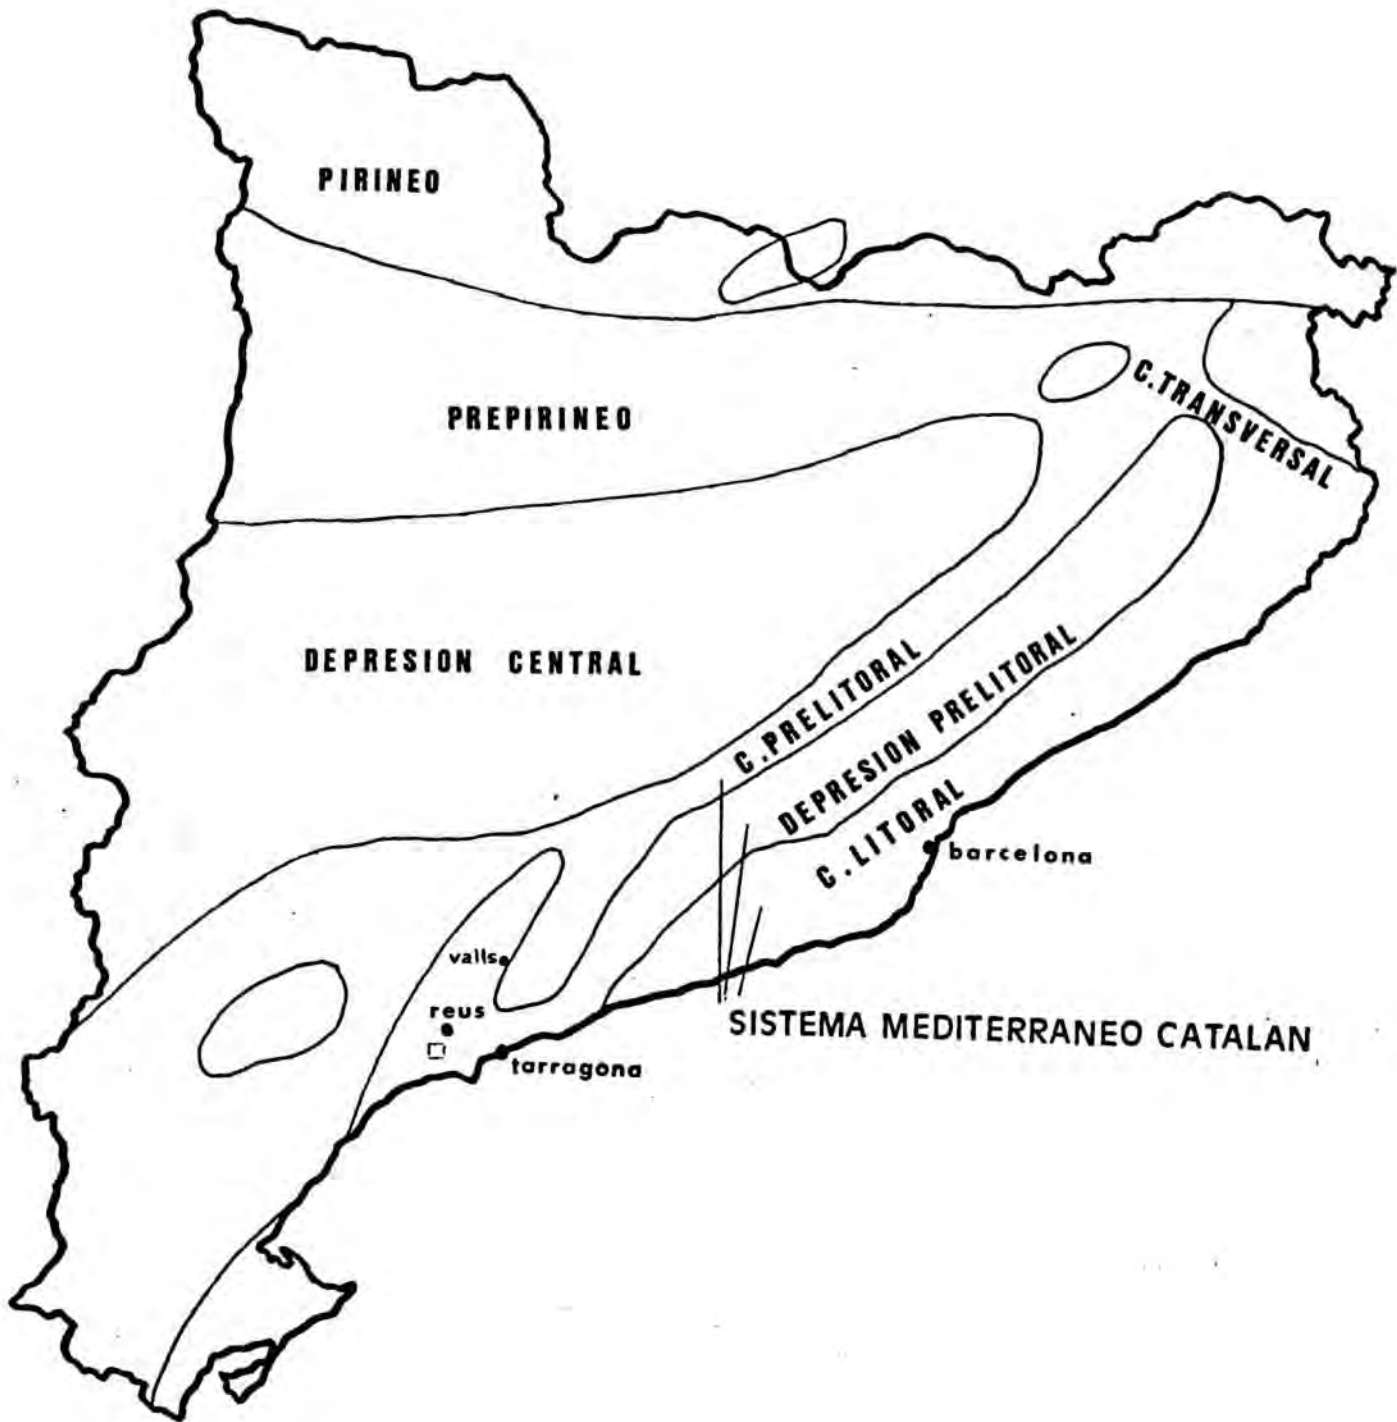 PIRINEO
PREPIRINEO
C. TRANSVERSAL
DEPRESION CENTRAL
C. PRELITORAL
DEPRESION PRELITORAL
C. LITORAL
barcelona
valls
reus
tarragona
SISTEMA MEDITERRANEO CATALAN